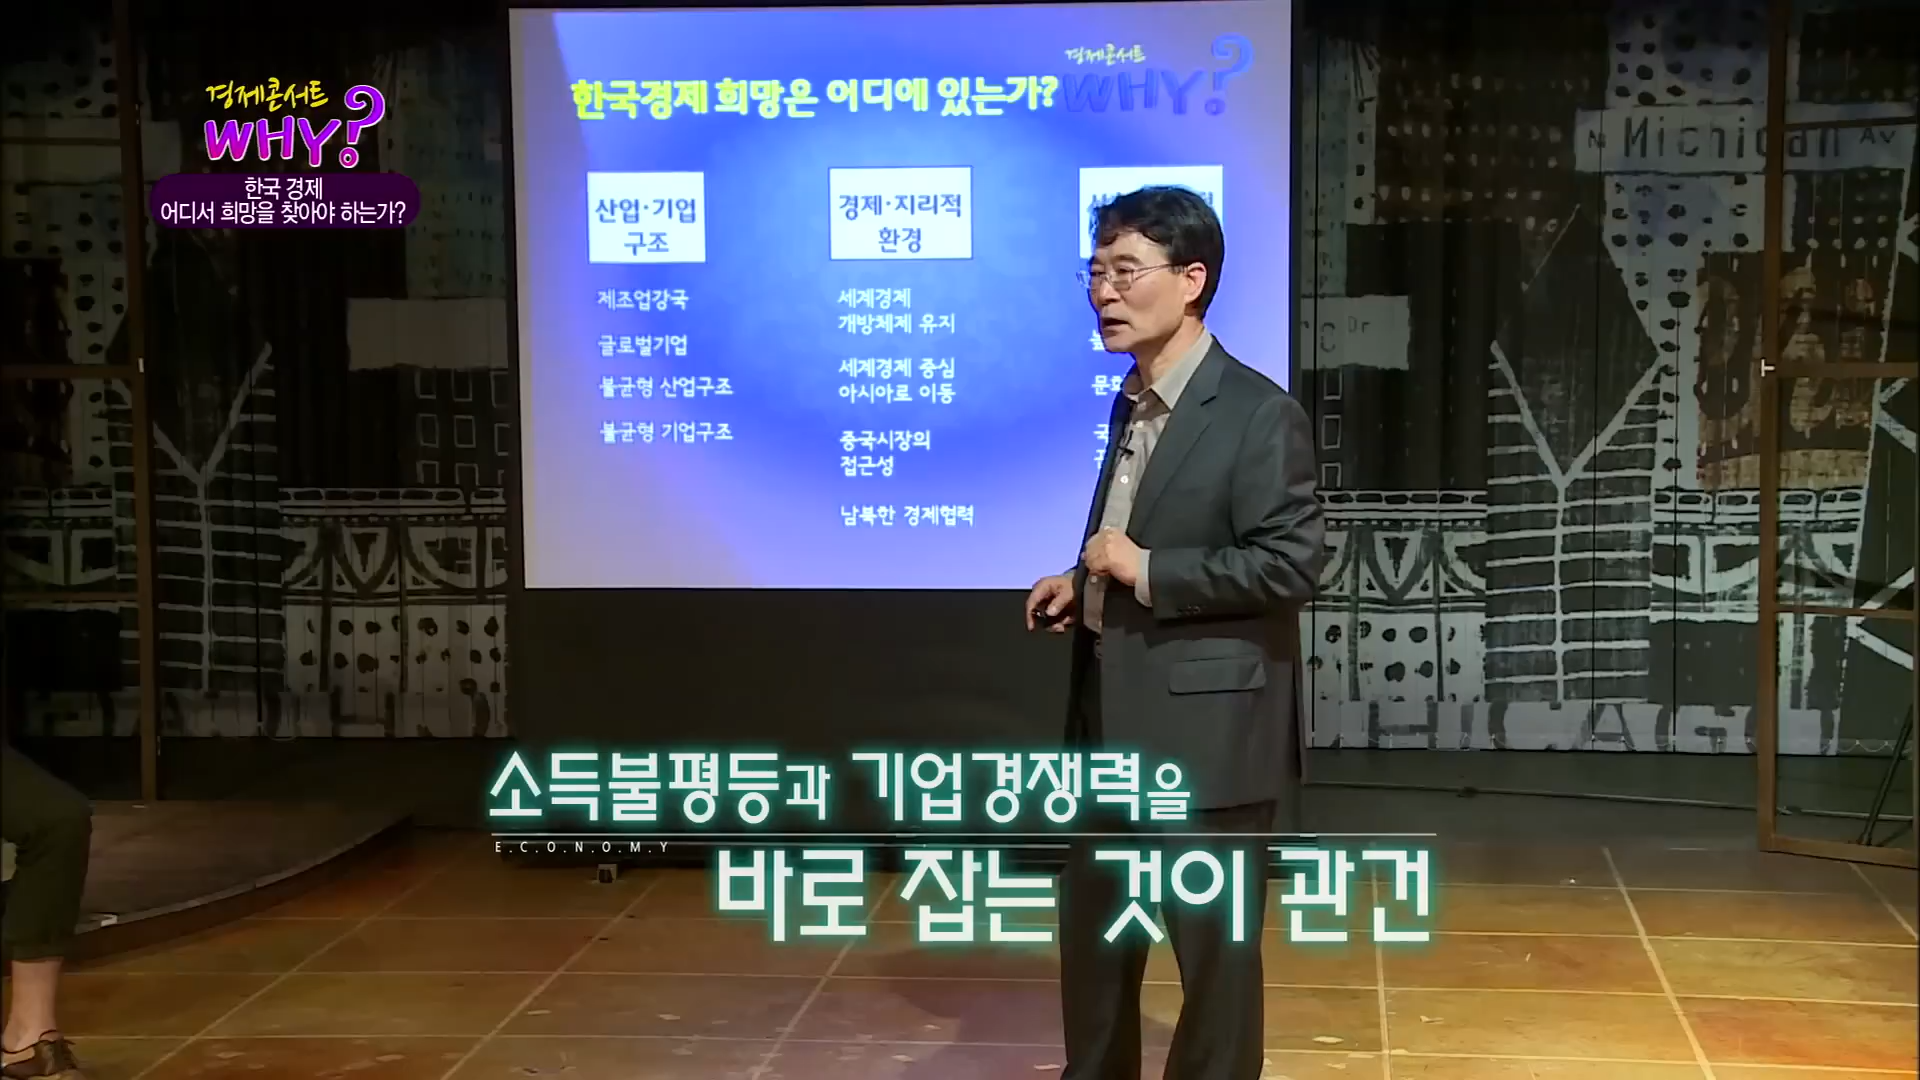 경제콘서트
WHY?
한국 경제
어디서 희망을 찾아야 하는가?
경제콘서트
WHY?
한국경제 희망은 어디에 있는가?
산업·기업
구조
제조업강국
글로벌기업
불균형 산업구조
불균형 기업구조
경제·지리적
환경
세계경제
개방체제 유지
세계경제 중심
아시아로 이동
중국시장의
접근성
남북한 경제협력
N Michigan Av
Dr
CHICAGO
소득불평등과 기업경쟁력을
E.C.O.N.O.M.Y
바로 잡는 것이 관건